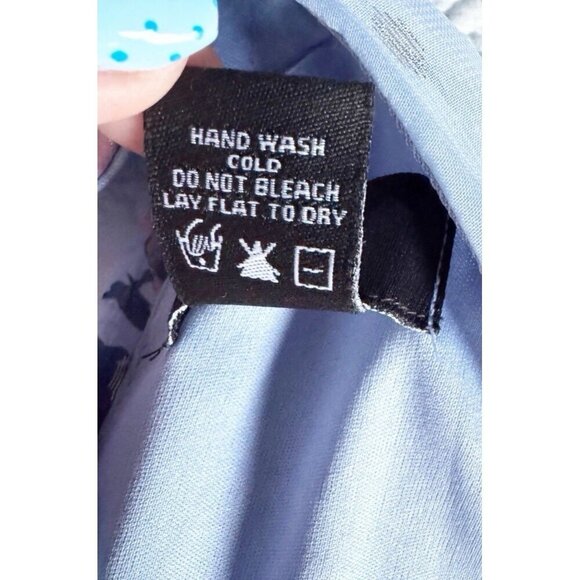 HAND WASH
COLD
DO NOT BLEACH
LAY FLAT TO DRY